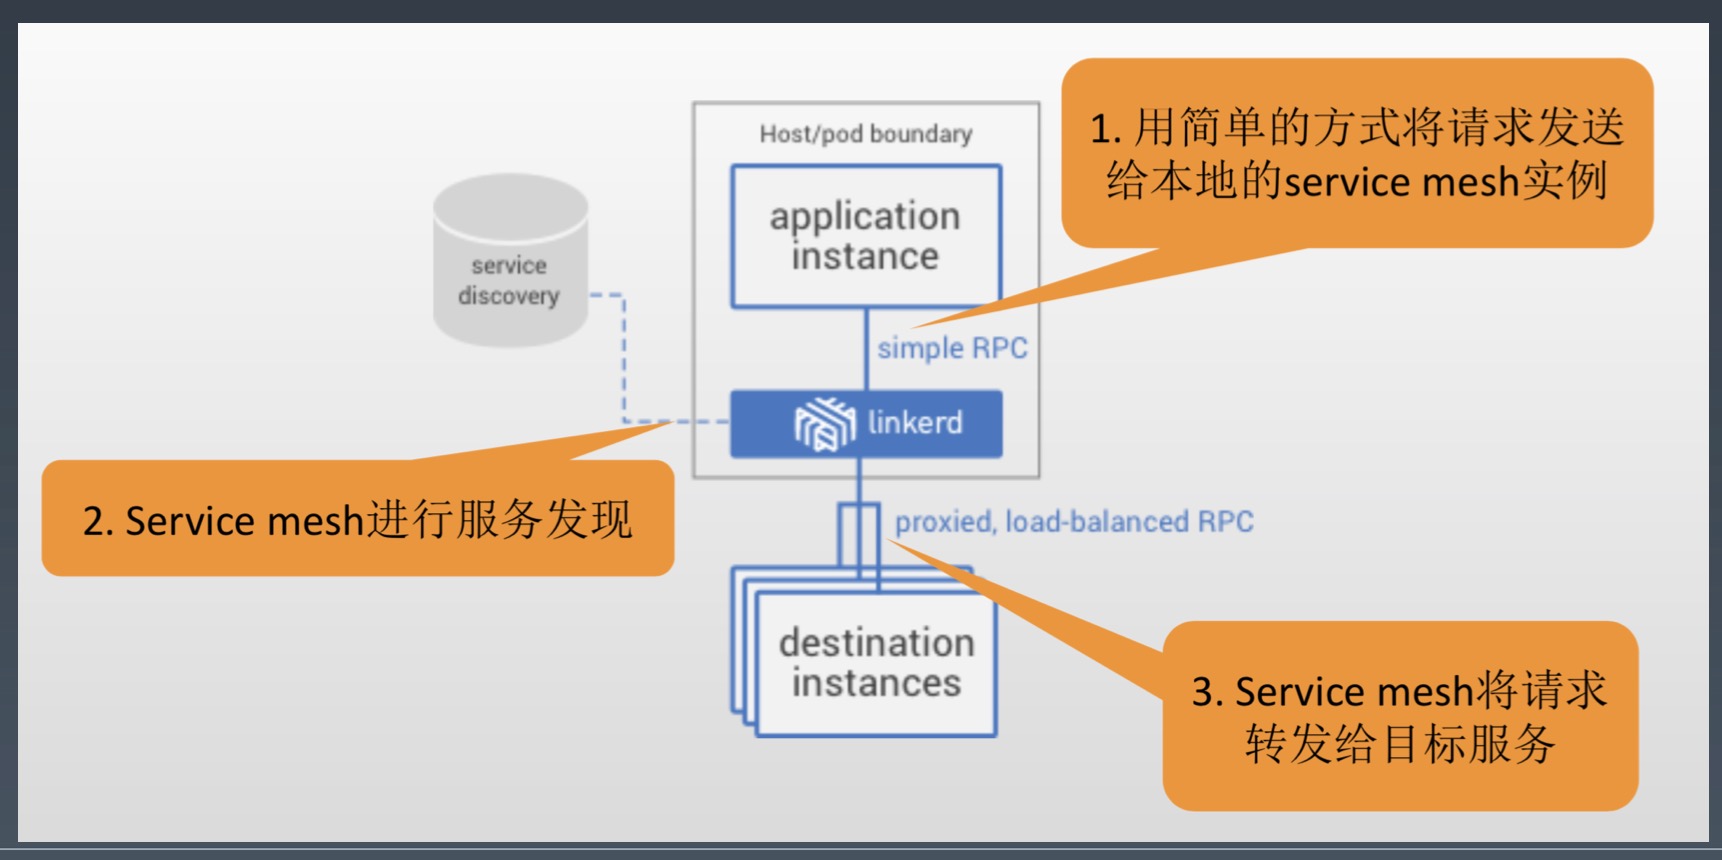 Host/pod boundary
application
instance
1. 用简单的方式将请求发送
给本地的service mesh实例
service
discovery
simple RPC
linkerd
2. Service mesh进行服务发现
proxied, load-balanced RPC
destination
instances
3. Service mesh将请求
转发给目标服务